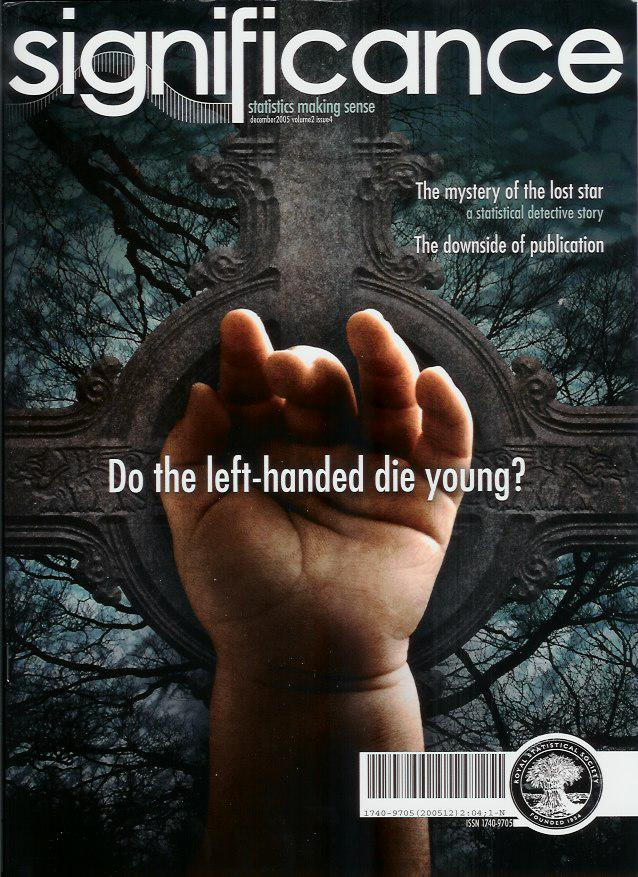 significance
statistics making sense
december2005 volume2 issue4
The mystery of the lost star
a statistical detective story
The downside of publication
Do the left-handed die young?
1740-9705(200512)2:04;1-N
ISSN 1740-9705
ROYAL STATISTICAL SOCIETY
FOUNDED 1834